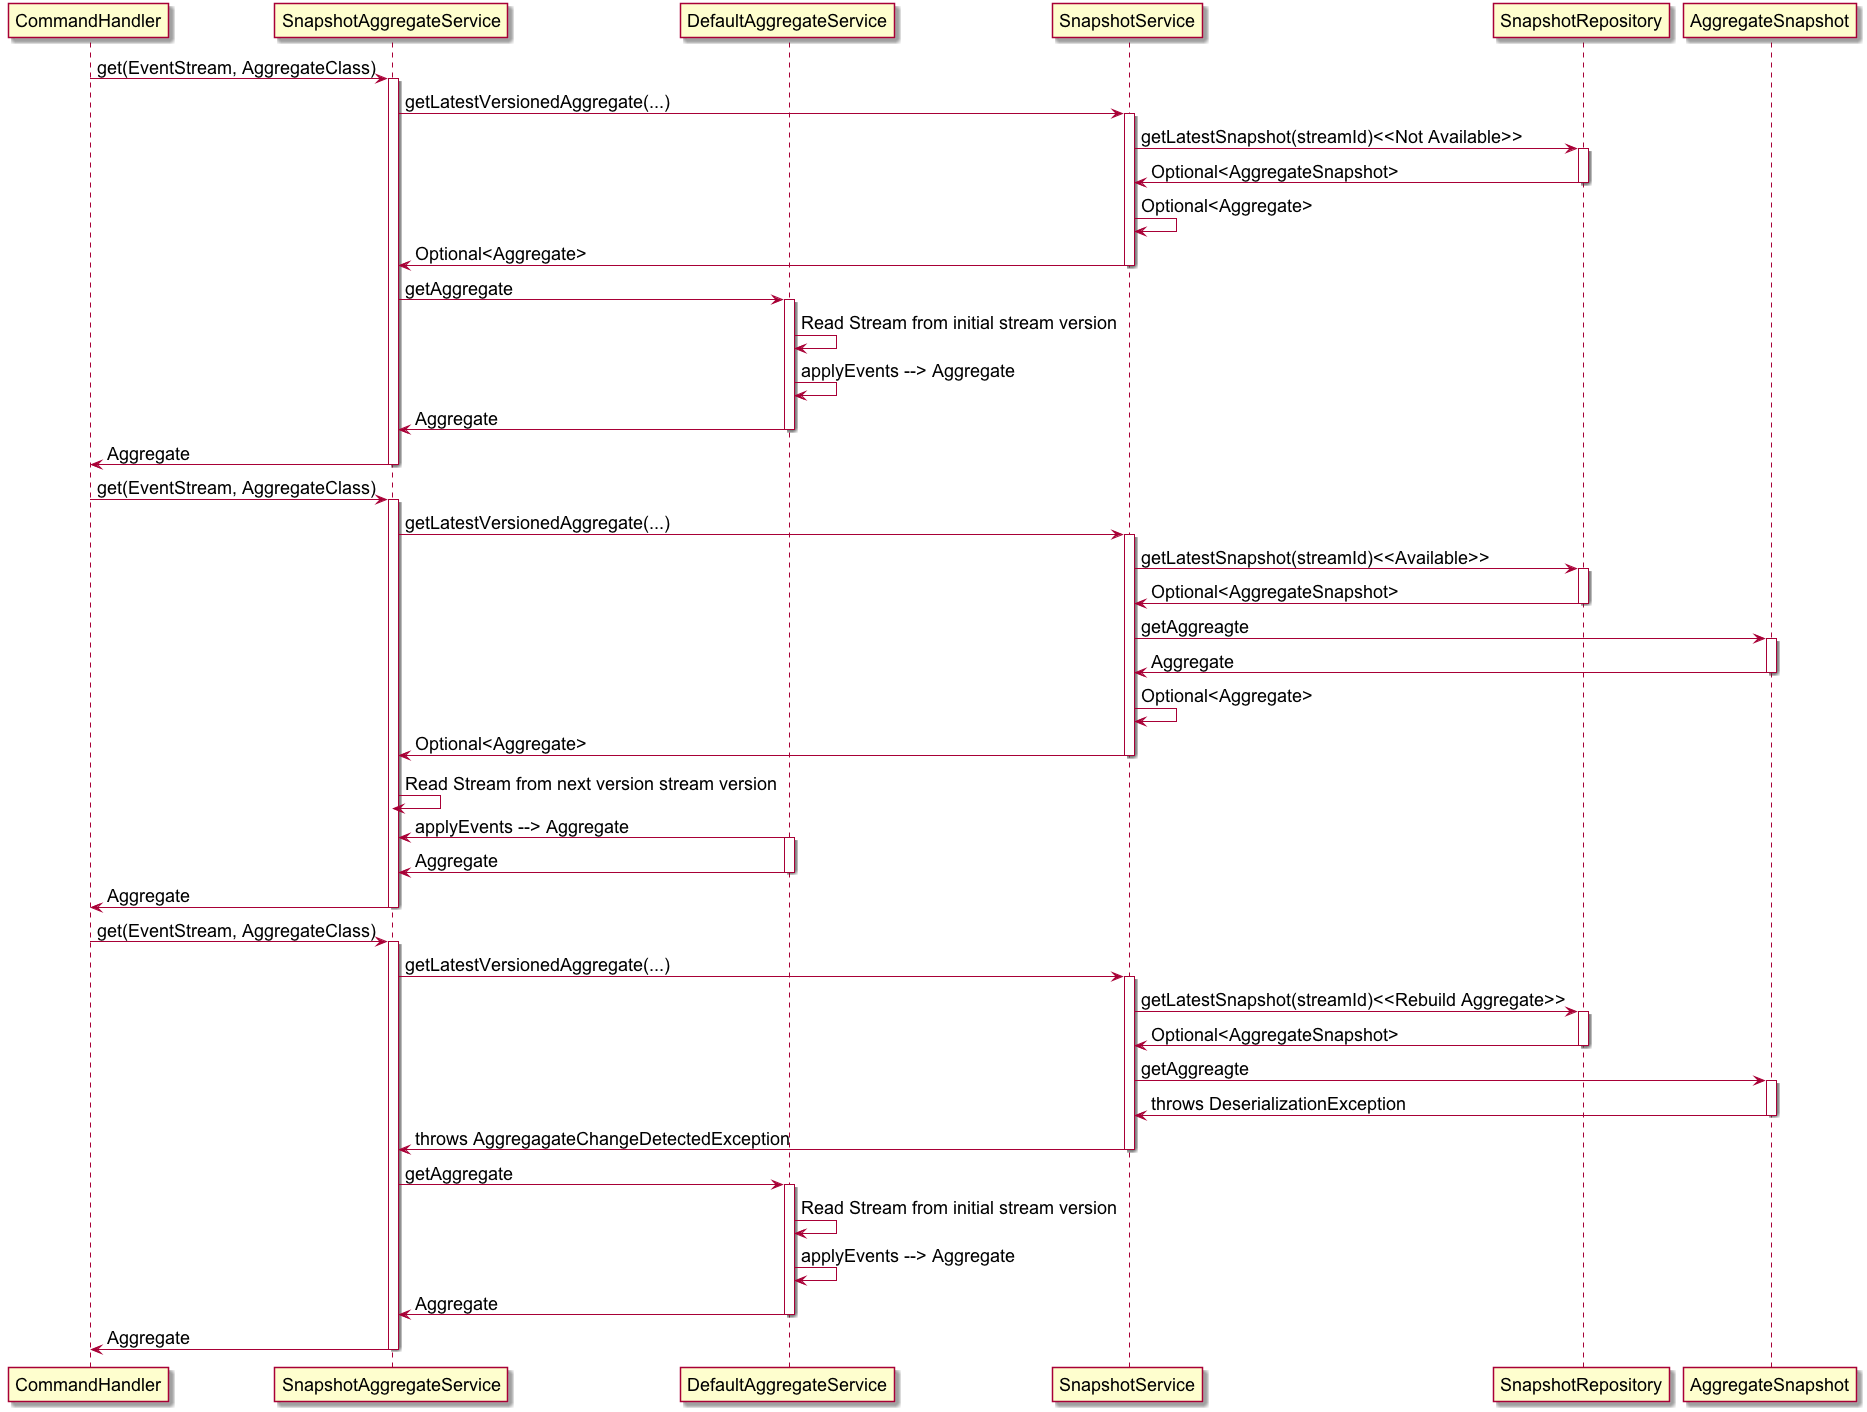 CommandHandler
SnapshotAggregateService
DefaultAggregateService
SnapshotService
SnapshotRepository
AggregateSnapshot
get(EventStream, AggregateClass)
getLatestVersionedAggregate(...)
getLatestSnapshot(streamId)<<Not Available>>
Optional<AggregateSnapshot>
Optional<Aggregate>
Optional<Aggregate>
getAggregate
Read Stream from initial stream version
applyEvents --> Aggregate
Aggregate
Aggregate
get(EventStream, AggregateClass)
getLatestVersionedAggregate(...)
getLatestSnapshot(streamId)<<Available>>
Optional<AggregateSnapshot>
getAggreagte
Aggregate
Optional<Aggregate>
Optional<Aggregate>
Read Stream from next version stream version
applyEvents --> Aggregate
Aggregate
Aggregate
get(EventStream, AggregateClass)
getLatestVersionedAggregate(...)
getLatestSnapshot(streamId)<<Rebuild Aggregate>>
Optional<AggregateSnapshot>
getAggreagte
throws DeserializationException
throws AggregagateChangeDetectedException
getAggregate
Read Stream from initial stream version
applyEvents --> Aggregate
Aggregate
Aggregate
CommandHandler
SnapshotAggregateService
DefaultAggregateService
SnapshotService
SnapshotRepository
AggregateSnapshot